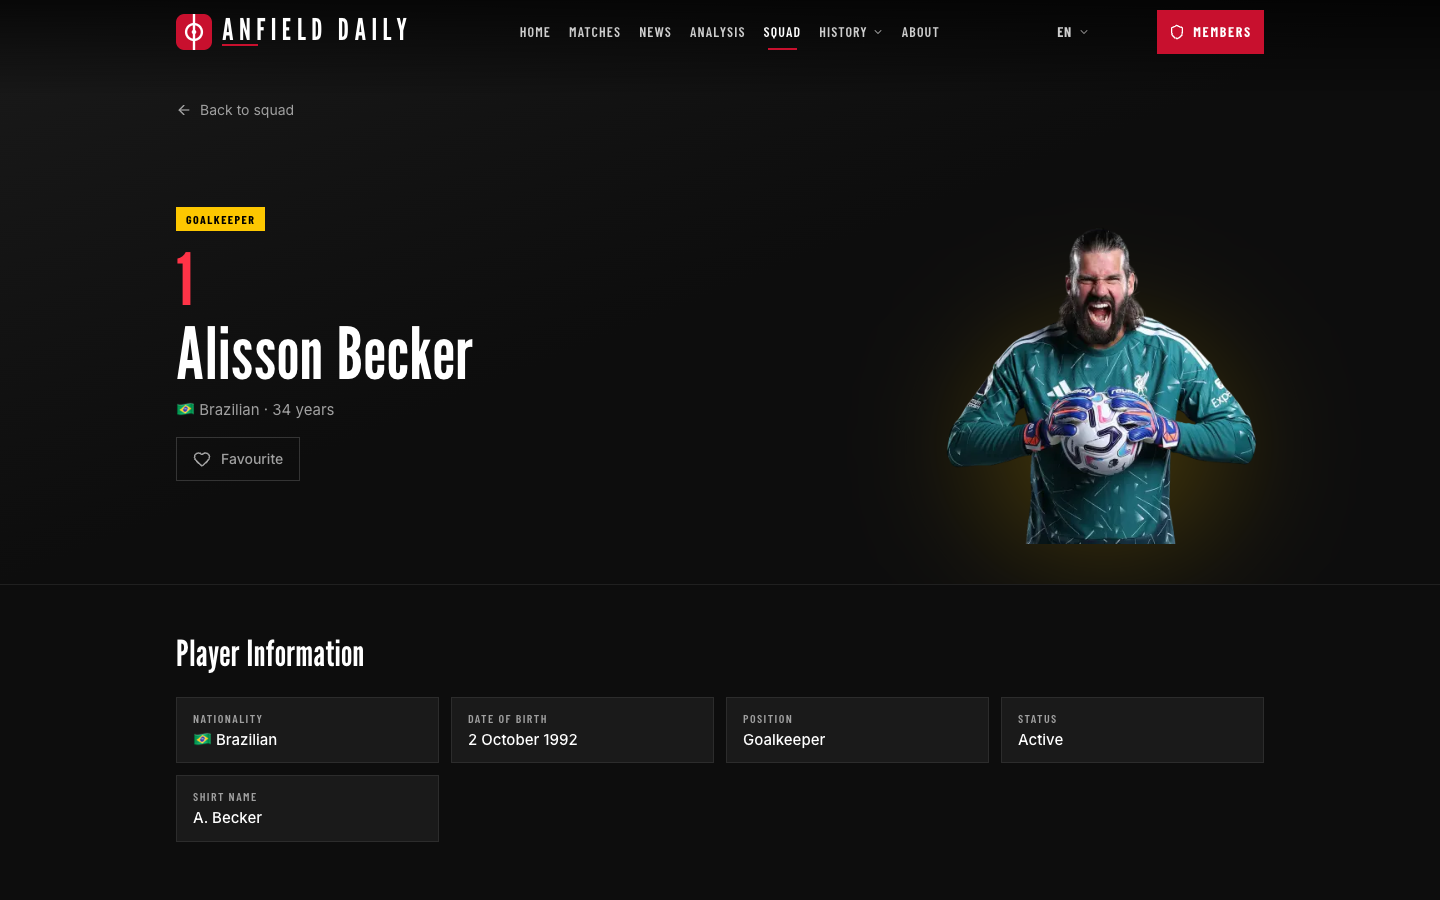 ANFIELD DAILY
HOME MATCHES NEWS ANALYSIS SQUAD HISTORY ABOUT
EN
MEMBERS
Back to squad
GOALKEEPER
1
Alisson Becker
Brazilian · 34 years
Favourite
Player Information
NATIONALITY
Brazilian
DATE OF BIRTH
2 October 1992
POSITION
Goalkeeper
STATUS
Active
SHIRT NAME
A. Becker